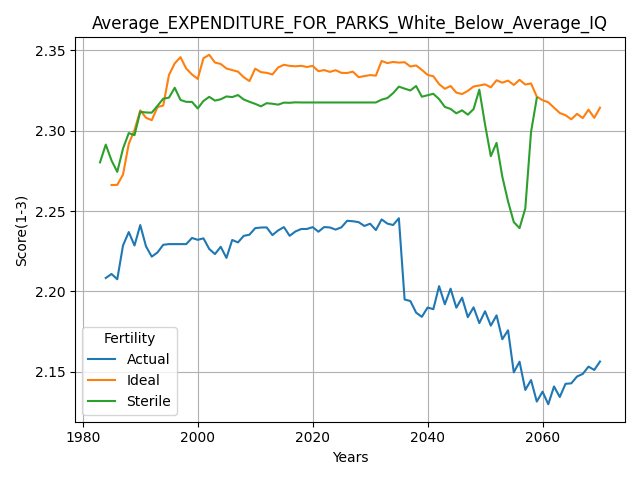 Average_EXPENDITURE_FOR_PARKS_White_Below_Average_IQ
2.35
2.30
2.25
2.20
2.15
Score(1-3)
Fertility
Actual
Ideal
Sterile
1980 2000 2020 2040 2060
Years